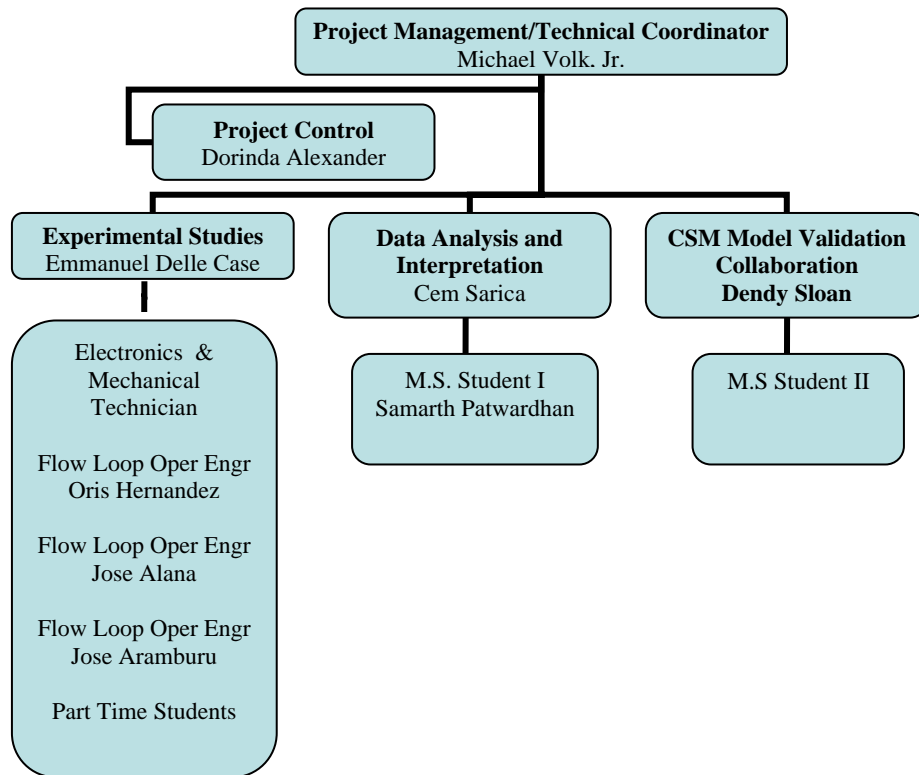 Project Management/Technical Coordinator
Michael Volk, Jr.
Project Control
Dorinda Alexander
Experimental Studies
Emmanuel Delle Case
Data Analysis and
Interpretation
Cem Sarica
CSM Model Validation
Collaboration
Dendy Sloan
Electronics &
Mechanical
Technician
Flow Loop Oper Engr
Oris Hernandez
Flow Loop Oper Engr
Jose Alana
Flow Loop Oper Engr
Jose Aramburu
Part Time Students
M.S. Student I
Samarth Patwardhan
M.S Student II